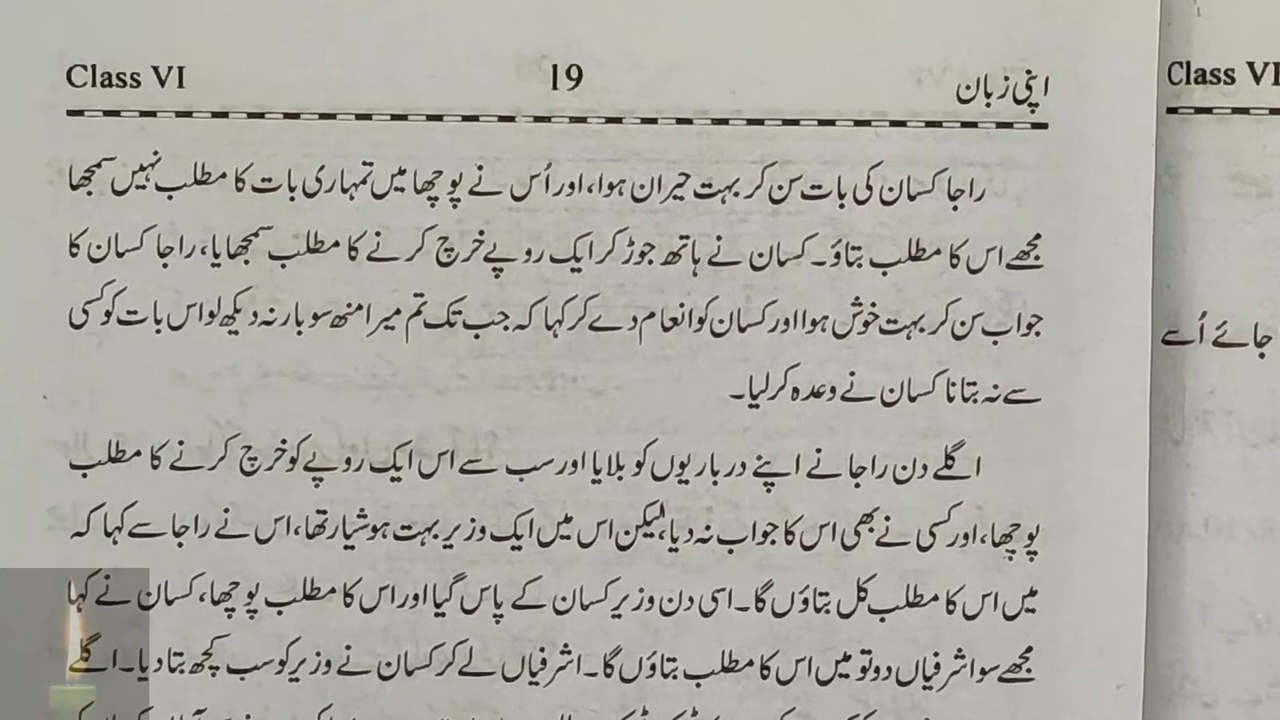 Class VI 19 اپنی زبان
راجا کسان کی بات سن کر بہت حیران ہوا، اور اُس نے پوچھا میں تمہاری بات کا مطلب نہیں سمجھا
مجھے اس کا مطلب بتاؤ۔ کسان نے ہاتھ جوڑ کر ایک روپے خرچ کرنے کا مطلب سمجھایا، راجا کسان کا
جواب سن کر بہت خوش ہوا اور کسان کو انعام دے کر کہا کہ جب تک تم میرا منھ سو بار نہ دیکھ لو اس بات کو کسی
سے نہ بتانا کسان نے وعدہ کر لیا۔
اگلے دن راجا نے اپنے درباریوں کو بلایا اور سب سے اس ایک روپے کو خرچ کرنے کا مطلب
پوچھا، اور کسی نے بھی اس کا جواب نہ دیا، لیکن اس میں ایک وزیر بہت ہوشیار تھا، اس نے راجا سے کہا کہ
میں اس کا مطلب کل بتاؤں گا۔ اسی دن وزیر کسان کے پاس گیا اور اس کا مطلب پوچھا، کسان نے کہا
مجھے سو اشرفیاں دو تو میں اس کا مطلب بتاؤں گا۔ اشرفیاں لے کر کسان نے وزیر کو سب کچھ بتا دیا۔ اگلے
Class VI
جائے اُسے